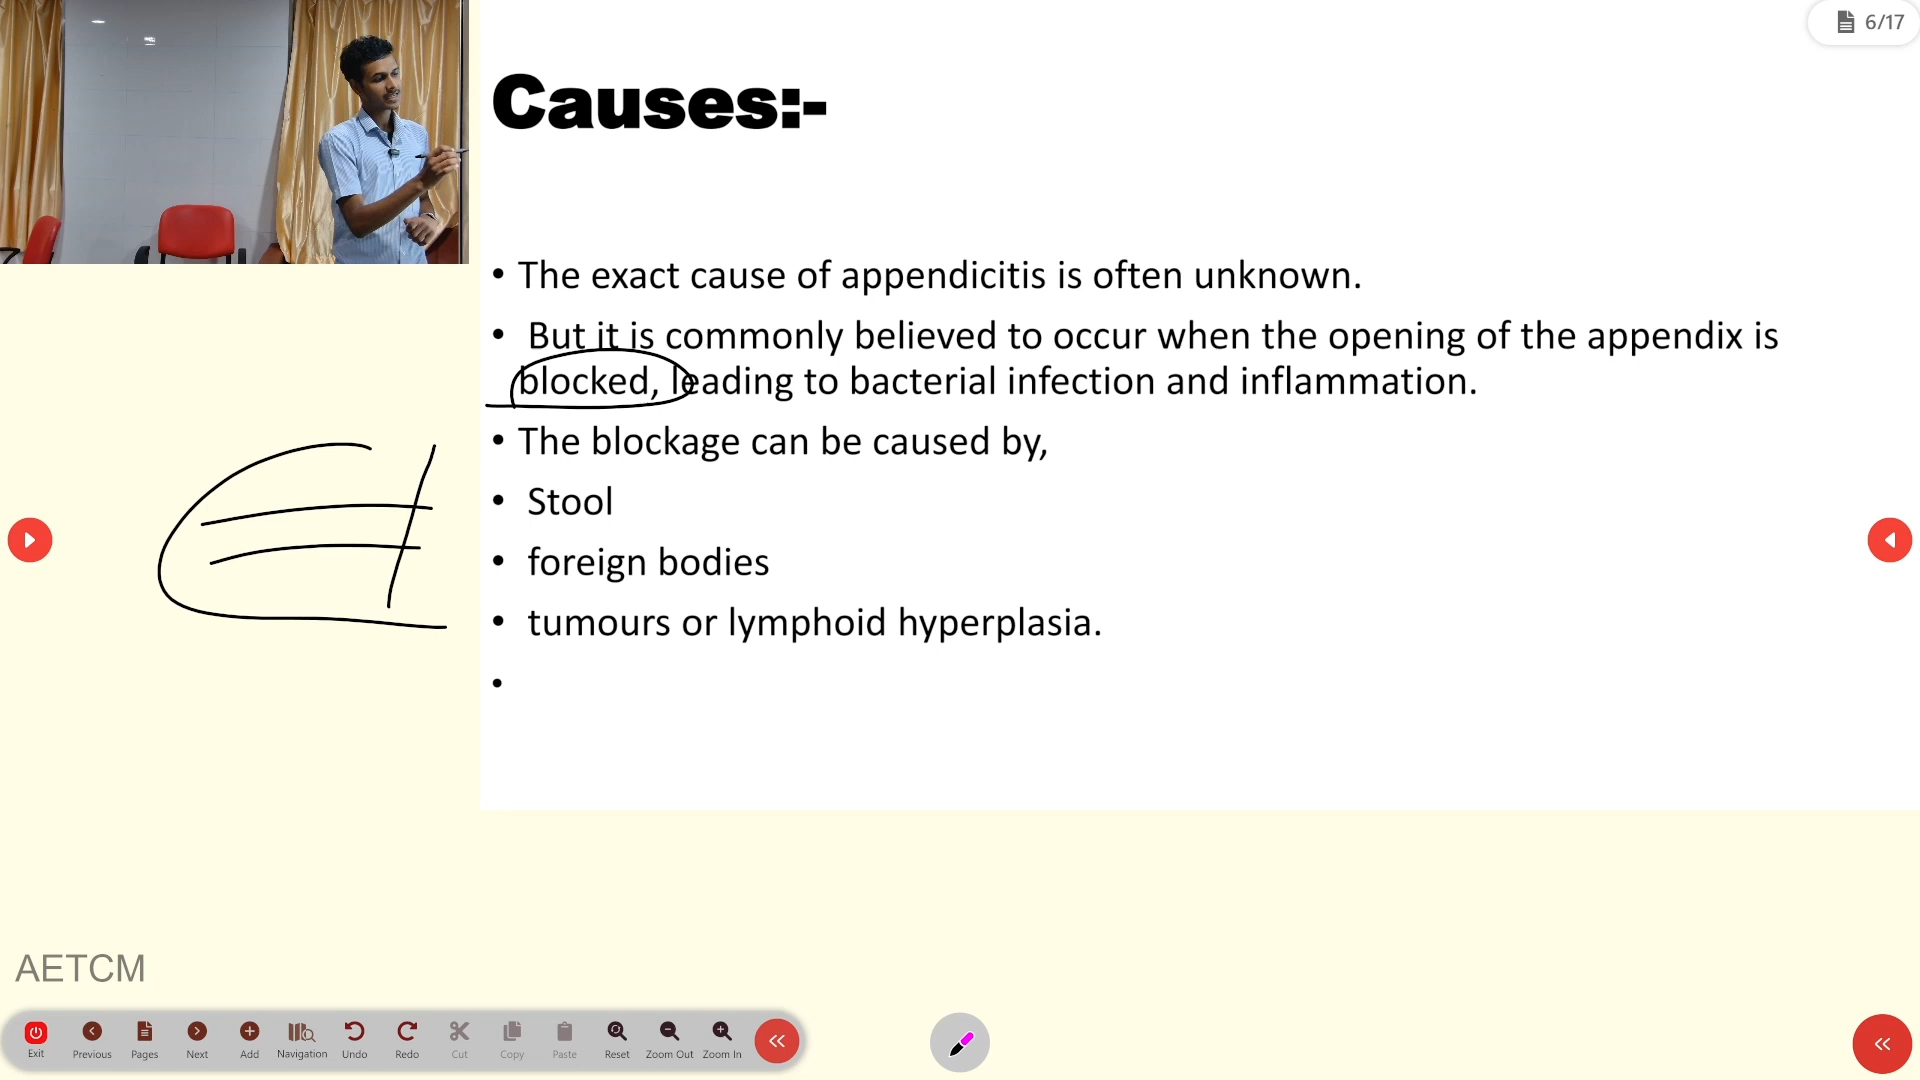 6/17
Causes:-
• The exact cause of appendicitis is often unknown.
• But it is commonly believed to occur when the opening of the appendix is
blocked, leading to bacterial infection and inflammation.
• The blockage can be caused by,
• Stool
• foreign bodies
• tumours or lymphoid hyperplasia.
•
AETCM
Exit Previous Pages Next Add Navigation Undo Redo Cut Copy Paste Reset Zoom Out Zoom In